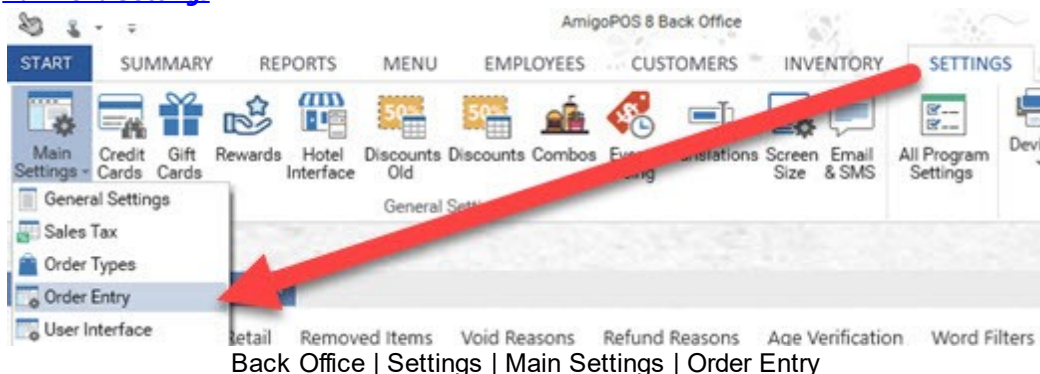 AmigoPOS 8 Back Office
START SUMMARY REPORTS MENU EMPLOYEES CUSTOMERS INVENTORY SETTINGS
Main Settings Credit Cards Gift Cards Rewards Hotel Interface Discounts Old Discounts Combos Screen Size Email & SMS All Program Settings
General
General Settings
Sales Tax
Order Types
Order Entry
User Interface
Retail Removed Items Void Reasons Refund Reasons Age Verification Word Filters
Back Office | Settings | Main Settings | Order Entry